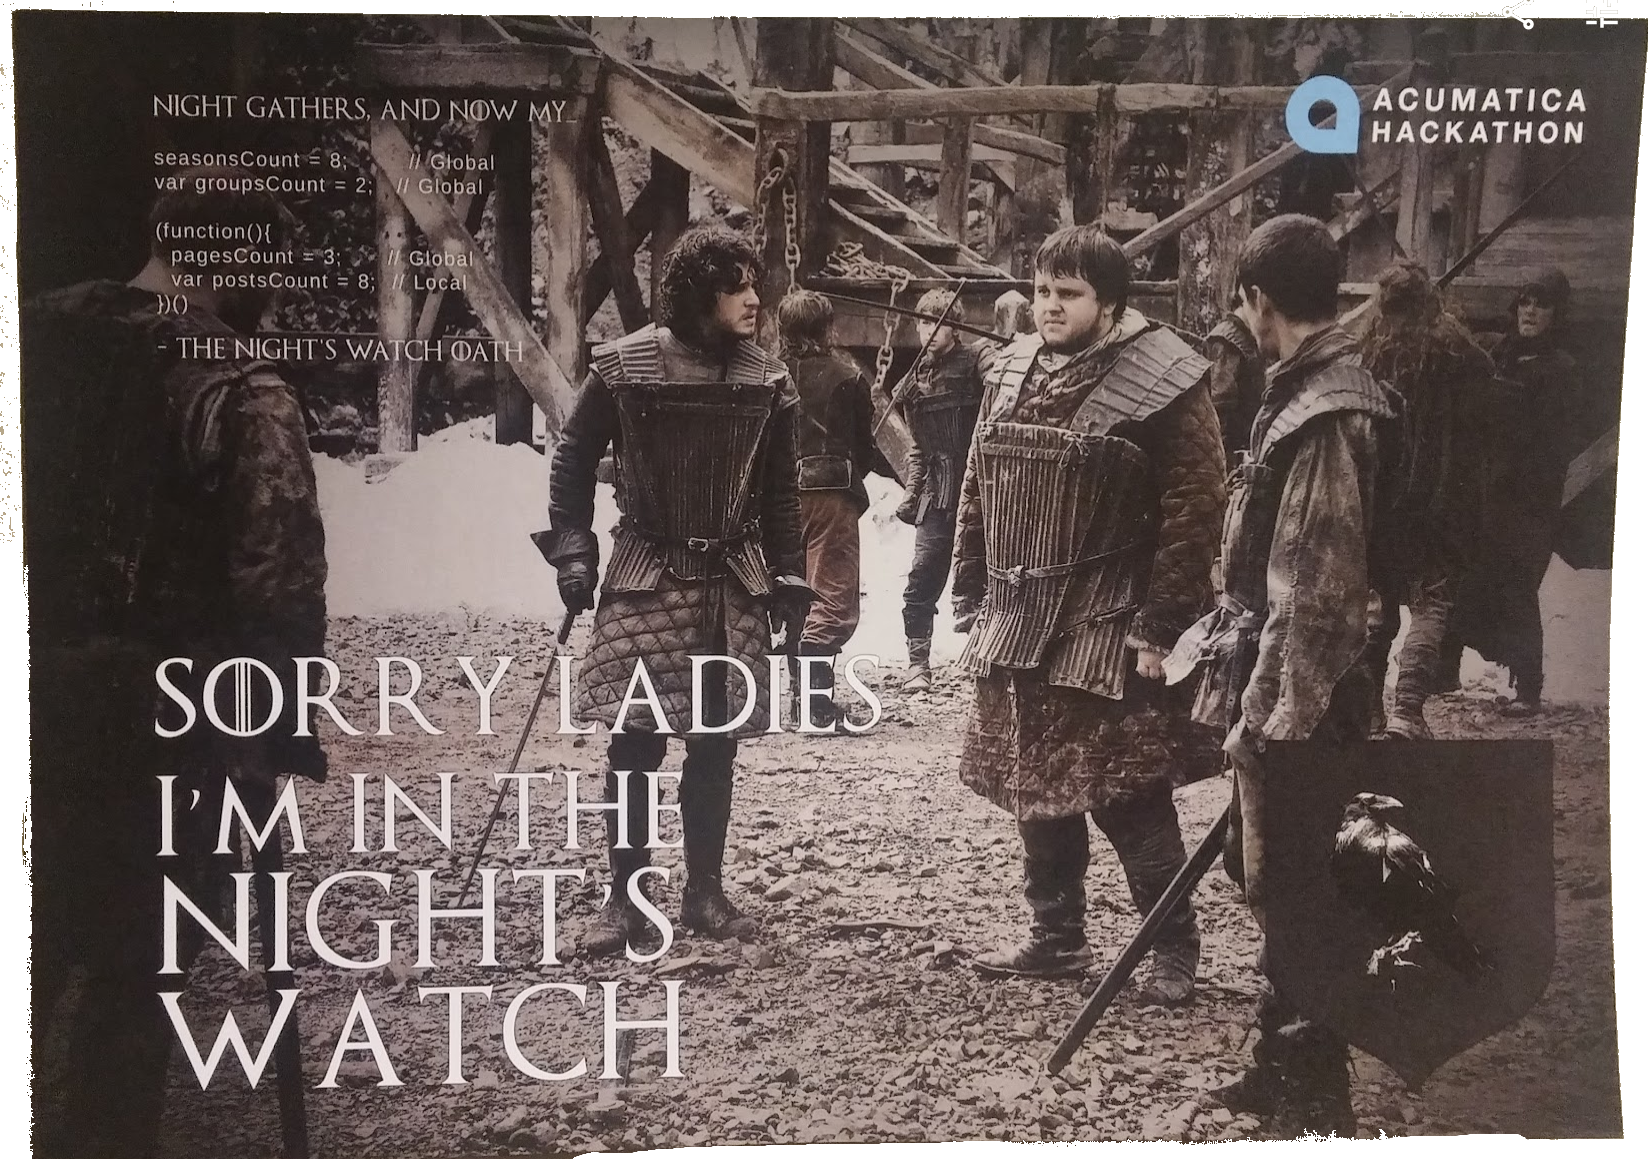 NIGHT GATHERS, AND NOW MY_
seasonsCount = 8; // Global
var groupsCount = 2; // Global
(function(){
pagesCount = 3; // Global
var postsCount = 8; // Local
})()
- THE NIGHT'S WATCH OATH
ACUMATICA
HACKATHON
SORRY LADIES
I'M IN THE
NIGHT'S
WATCH